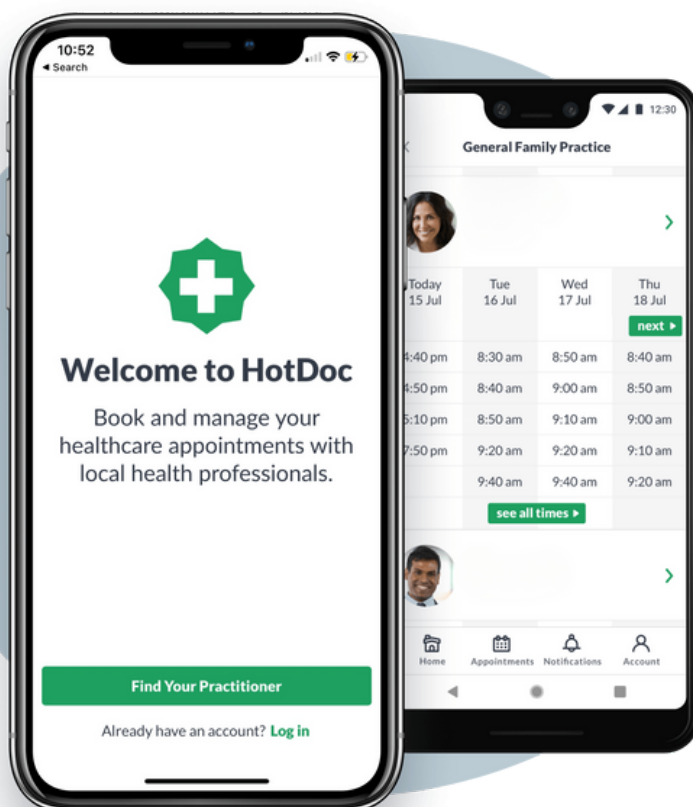 10:52
Search
Welcome to HotDoc
Book and manage your
healthcare appointments with
local health professionals.
Find Your Practitioner
Already have an account? Log in
12:30
General Family Practice
Today Tue Wed Thu
15 Jul 16 Jul 17 Jul 18 Jul
next
4:40 pm 8:30 am 8:50 am 8:40 am
4:50 pm 8:40 am 9:00 am 8:50 am
5:10 pm 8:50 am 9:10 am 9:00 am
7:50 pm 9:20 am 9:20 am 9:10 am
9:40 am 9:40 am 9:20 am
see all times
Home Appointments Notifications Account